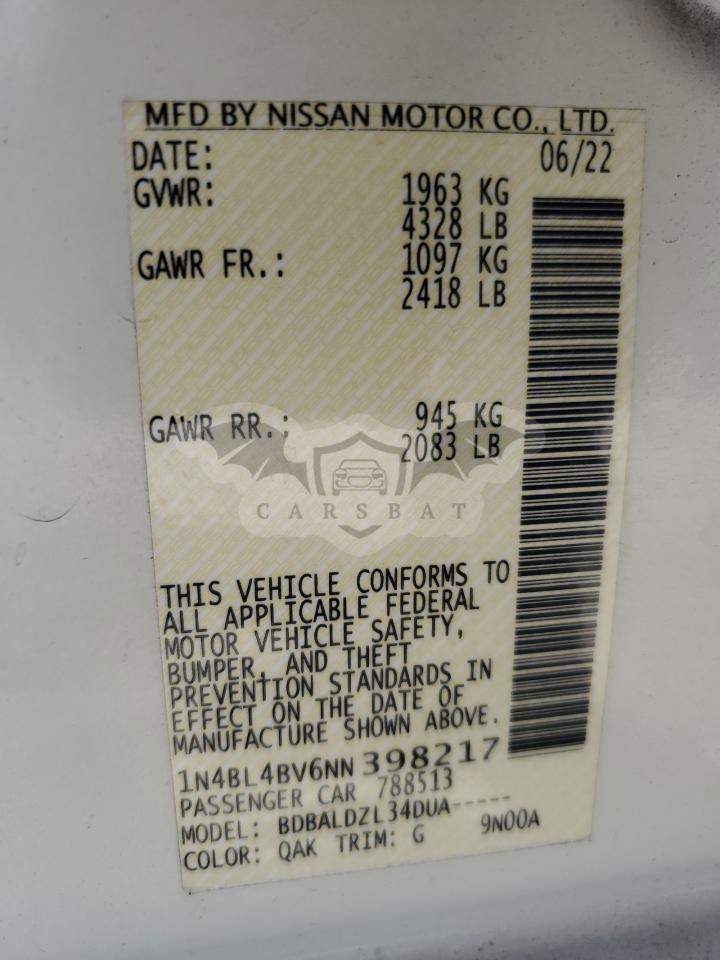 MFD BY NISSAN MOTOR CO., LTD.
DATE: 06/22
GVWR: 1963 KG
4328 LB
GAWR FR.: 1097 KG
2418 LB
GAWR RR.: 945 KG
2083 LB
CARSBAT
THIS VEHICLE CONFORMS TO
ALL APPLICABLE FEDERAL
MOTOR VEHICLE SAFETY,
BUMPER, AND THEFT
PREVENTION STANDARDS IN
EFFECT ON THE DATE OF
MANUFACTURE SHOWN ABOVE.
1N4BL4BV6NN398217
PASSENGER CAR 788513
MODEL: BDBALDZL34DUA-----
COLOR: QAK TRIM: G 9N00A